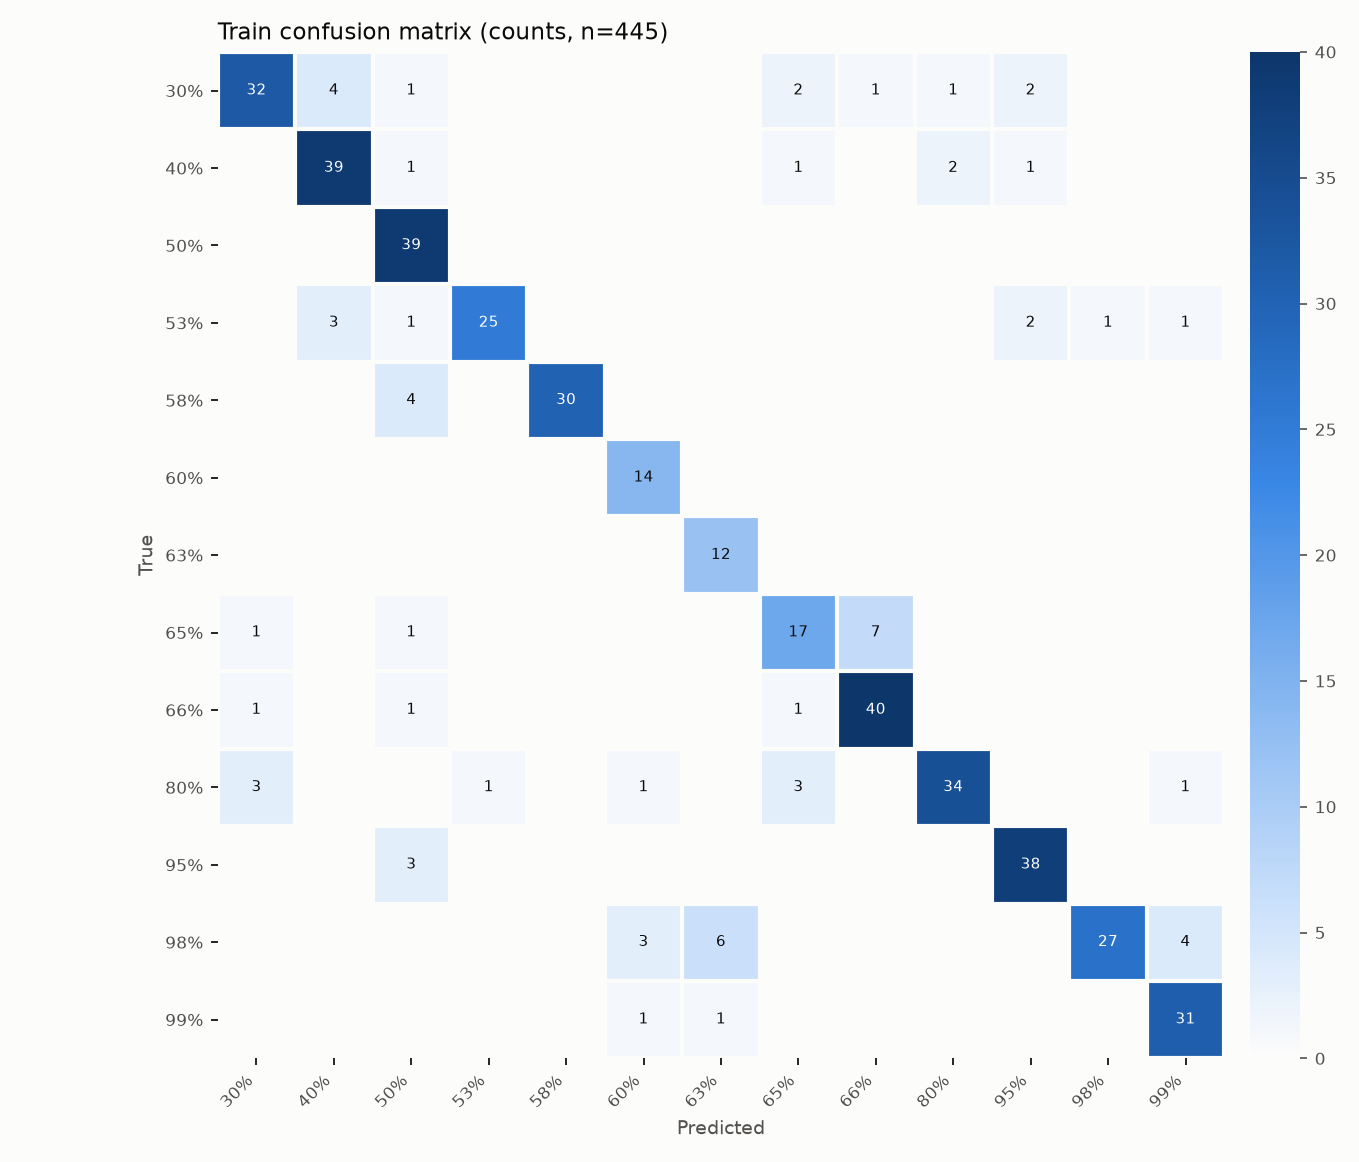 Train confusion matrix (counts, n=445)
30% 32 4 1 2 1 1 2
40% 39 1 1 2 1
50% 39
53% 3 1 25 2 1 1
58% 4 30
60% 14
63% 12
65% 1 1 17 7
66% 1 1 1 40
80% 3 1 1 3 34 1
95% 3 38
98% 3 6 27 4
99% 1 1 31
True
30% 40% 50% 53% 58% 60% 63% 65% 66% 80% 95% 98% 99%
Predicted
40
35
30
25
20
15
10
5
0